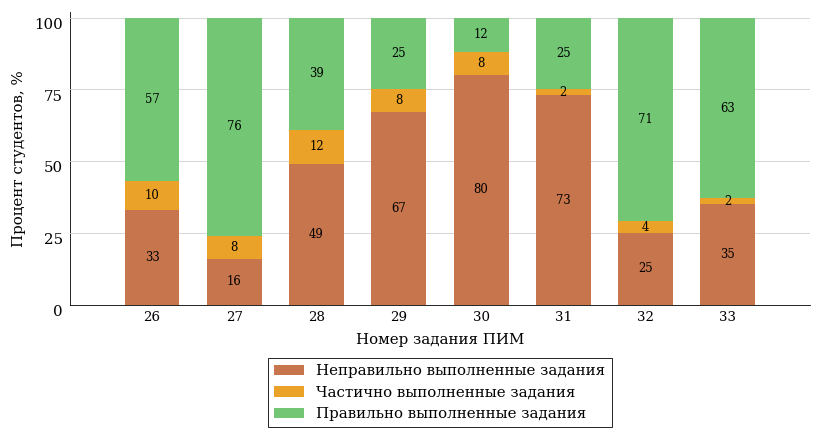 Процент студентов, %
100
75
50
25
0
57 76 39 25 12 25 71 63
10 8 12 8 8 2 4 2
33 16 49 67 80 73 25 35
26 27 28 29 30 31 32 33
Номер задания ПИМ
Неправильно выполненные задания
Частично выполненные задания
Правильно выполненные задания